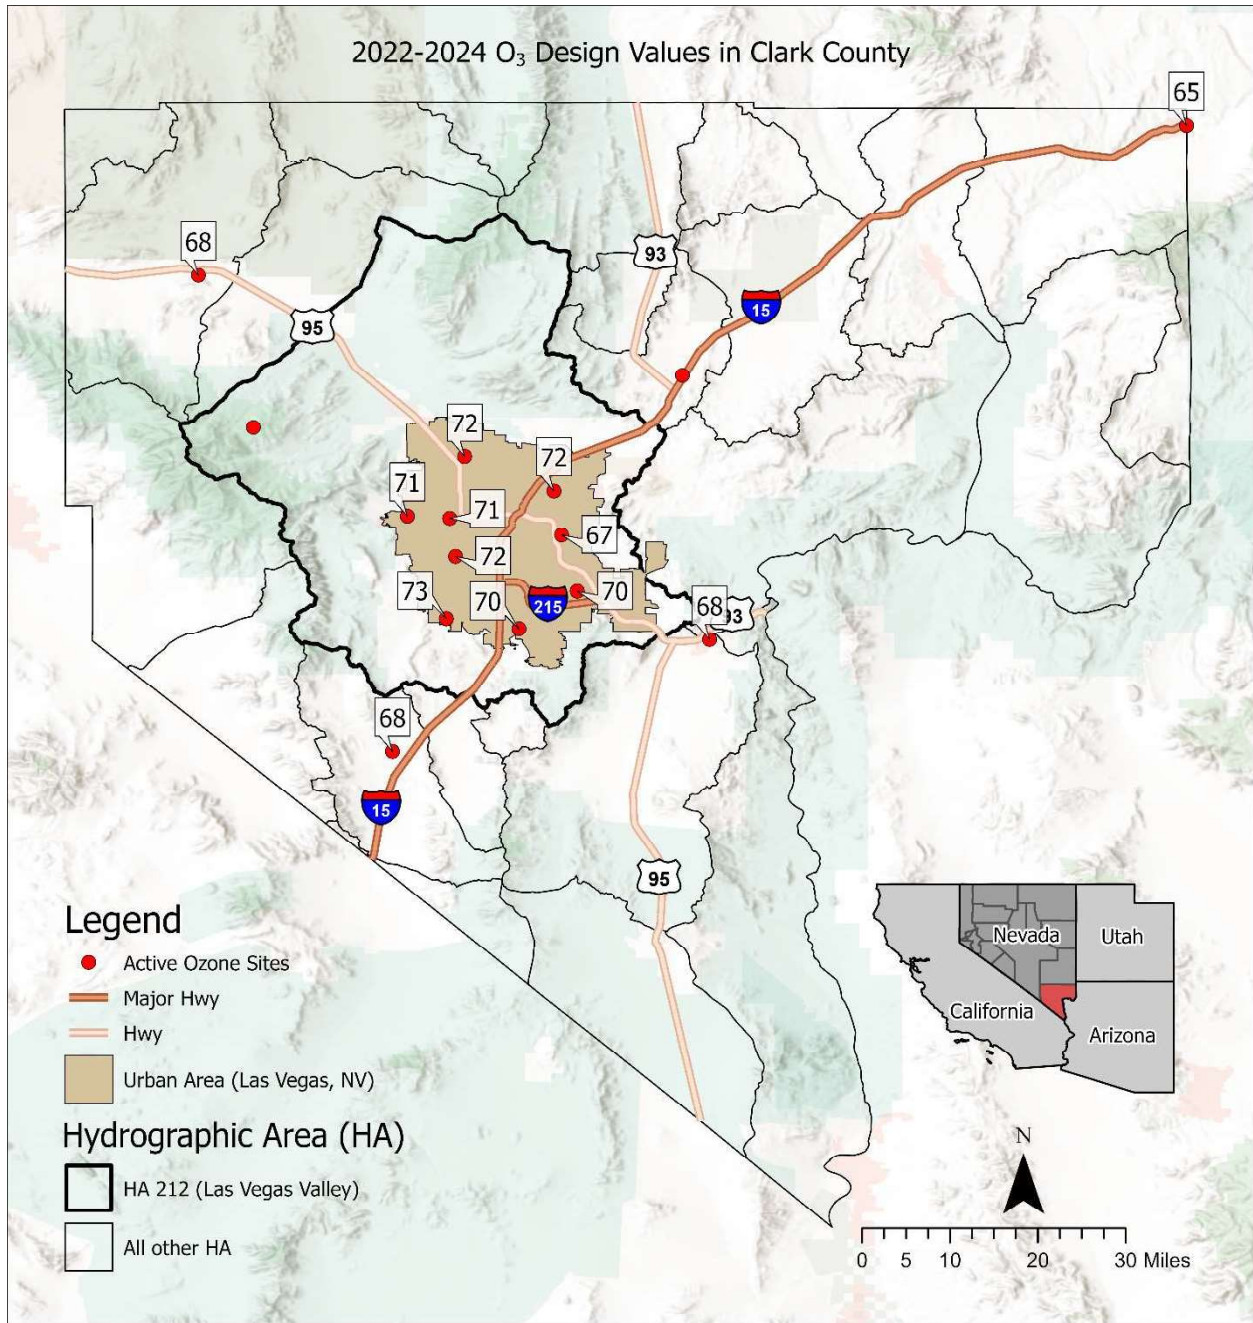 2022-2024 O₃ Design Values in Clark County
65
68
93
15
95
72
72
71
71
67
72
73
70
215
70
68
93
68
15
95
Legend
Active Ozone Sites
Major Hwy
Hwy
Urban Area (Las Vegas, NV)
Hydrographic Area (HA)
HA 212 (Las Vegas Valley)
All other HA
Nevada
Utah
California
Arizona
N
0 5 10 20 30 Miles